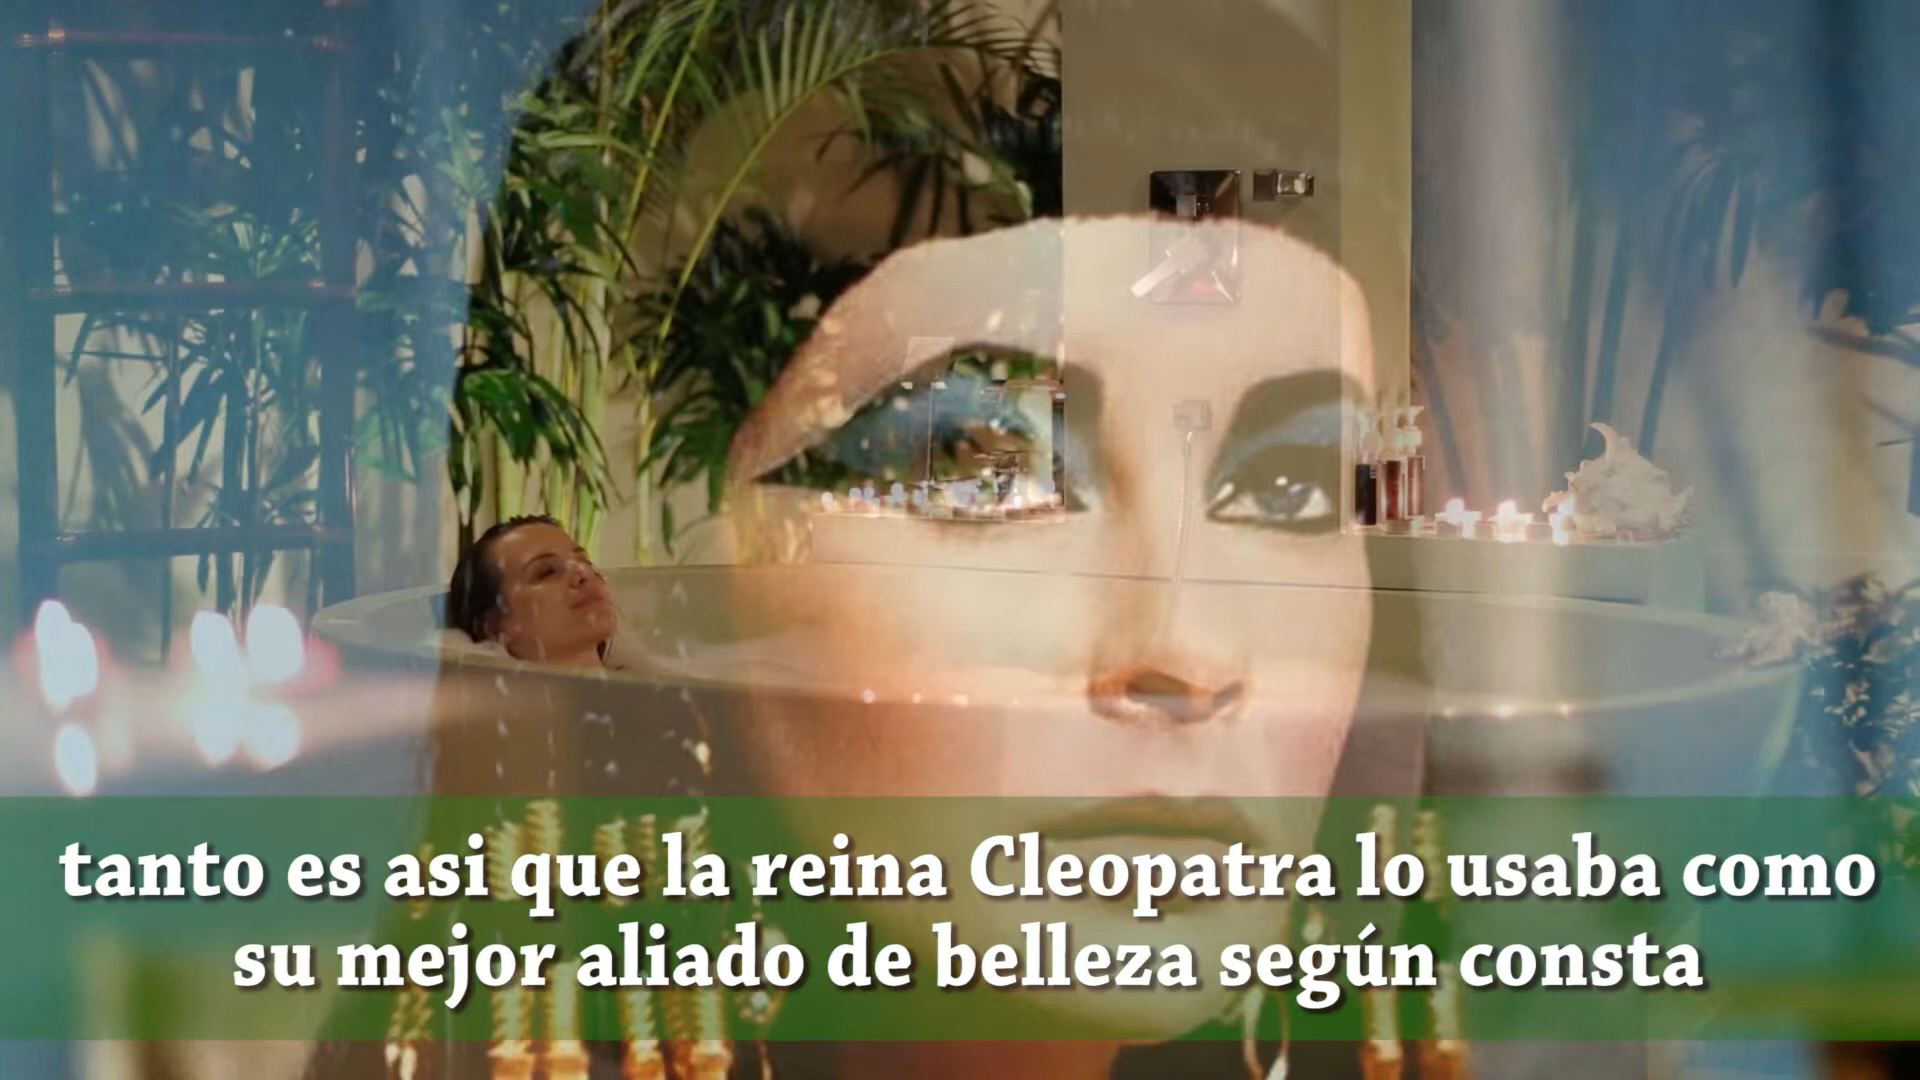 tanto es asi que la reina Cleopatra lo usaba como
su mejor aliado de belleza según consta